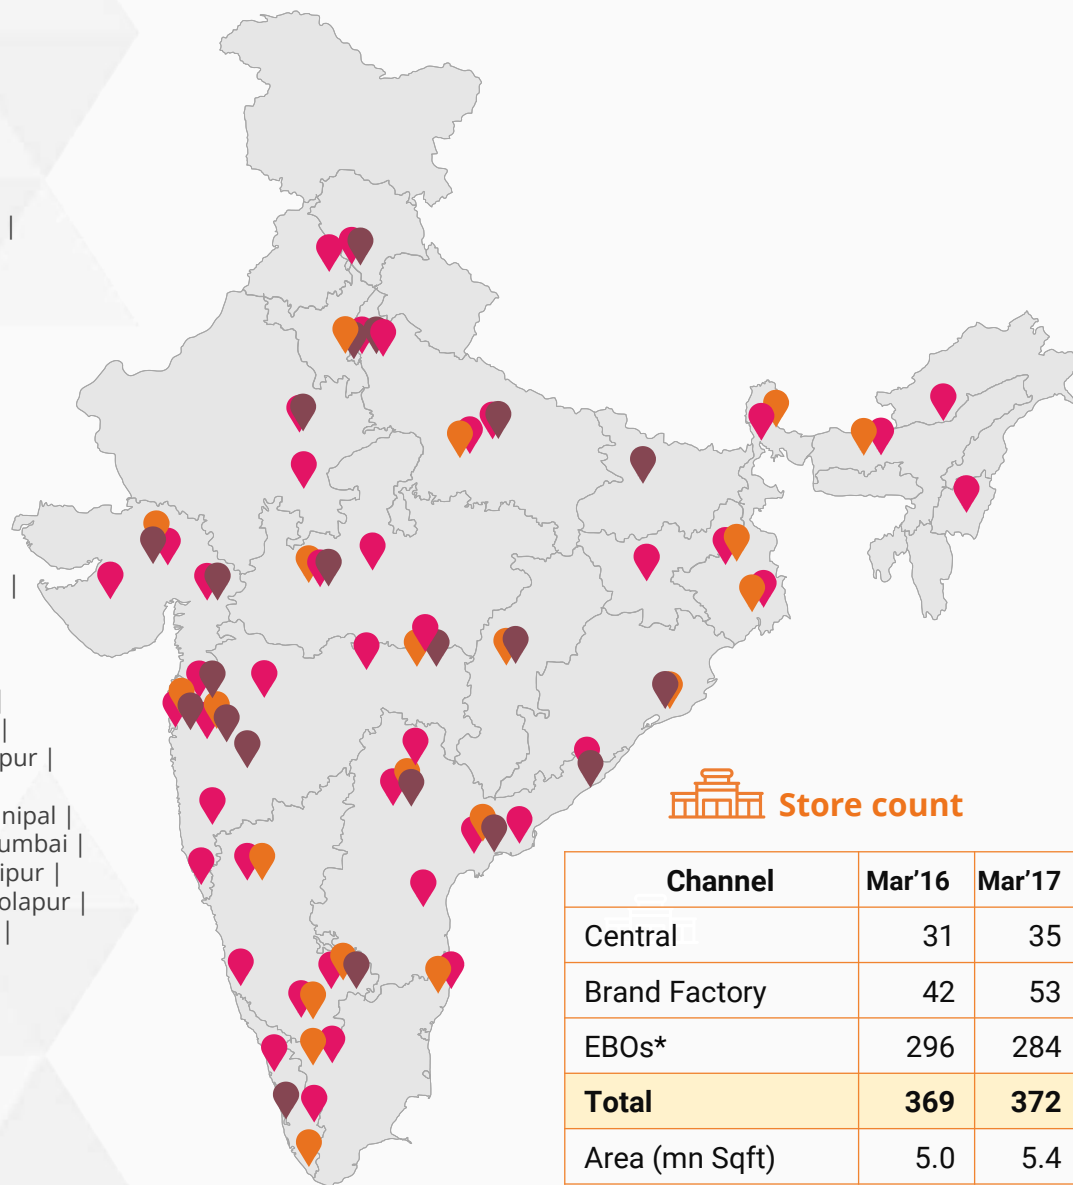 |
|
|
|
pur |
nipal |
umbai |
ipur |
olapur |
|
Store count
Channel Mar’16 Mar’17
Central 31 35
Brand Factory 42 53
EBOs* 296 284
Total 369 372
Area (mn Sqft) 5.0 5.4